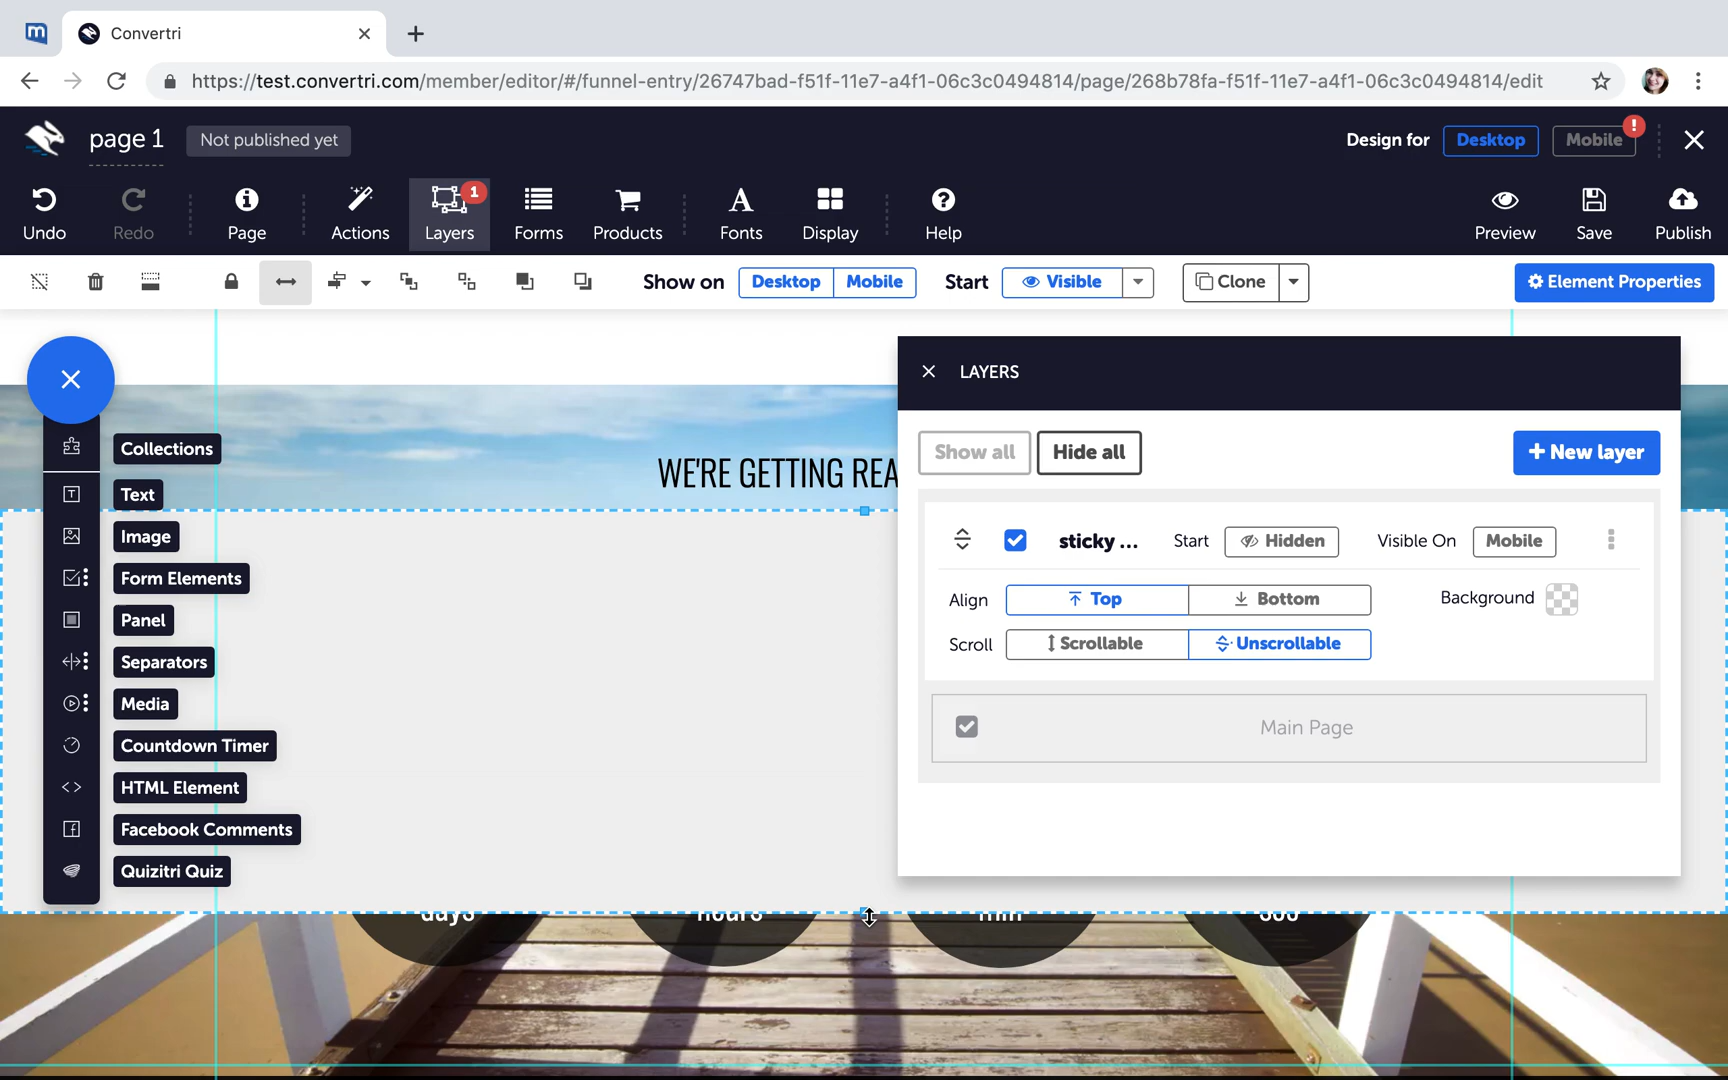 Convertri
https://test.convertri.com/member/editor/#/funnel-entry/26747bad-f51f-11e7-a4f1-06c3c0494814/page/268b78fa-f51f-11e7-a4f1-06c3c0494814/edit
page 1 Not published yet Design for Desktop Mobile !
Undo Redo Page Actions Layers 1 Forms Products Fonts Display Help Preview Save Publish
Show on Desktop Mobile Start Visible Clone Element Properties
LAYERS
Show all Hide all + New layer
WE'RE GETTING REA
sticky ... Start Hidden Visible On Mobile
Align Top Bottom Background
Scroll Scrollable Unscrollable
Main Page
Collections
Text
Image
Form Elements
Panel
Separators
Media
Countdown Timer
HTML Element
Facebook Comments
Quizitri Quiz
days hours min sec